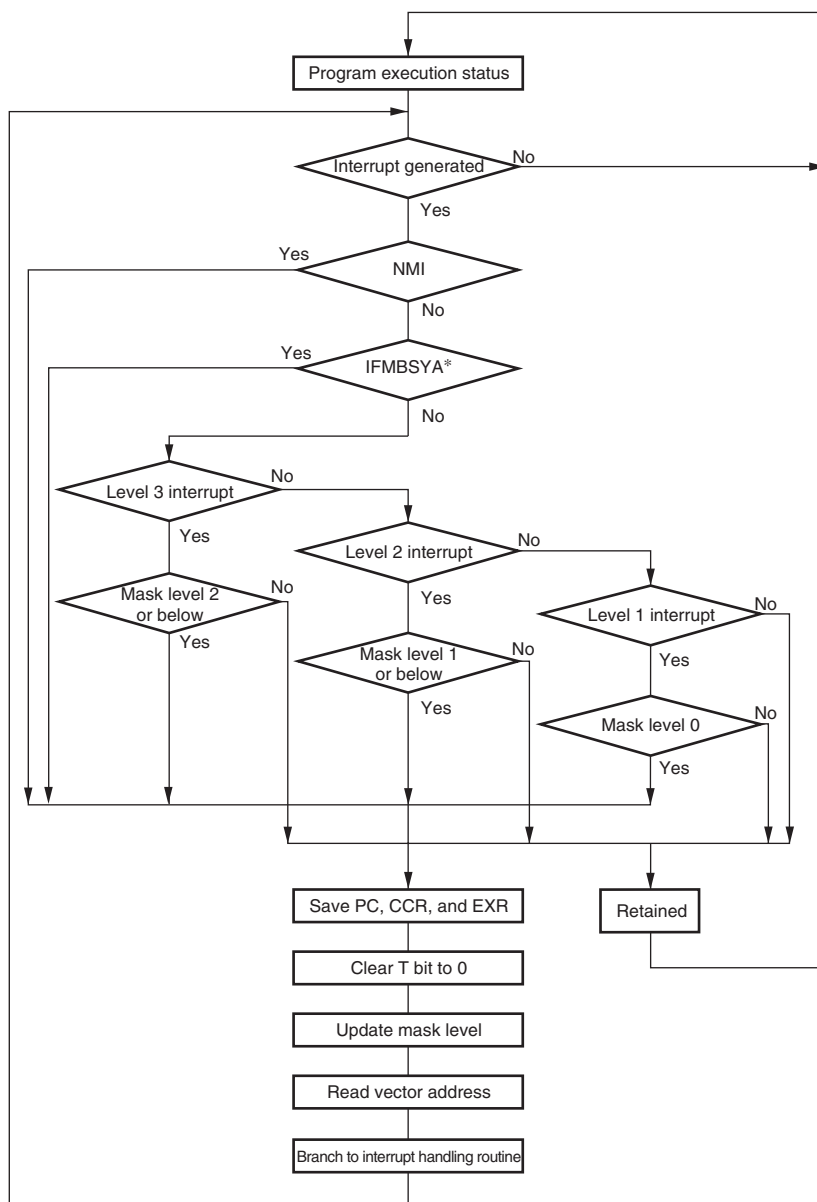 Program execution status
Interrupt generated
No
Yes
Yes
NMI
No
Yes
IFMBSYA*
No
Level 3 interrupt
No
Yes
Level 2 interrupt
No
Mask level 2
or below
No
Yes
Level 1 interrupt
No
Yes
Mask level 1
or below
No
Yes
Yes
Mask level 0
No
Yes
Save PC, CCR, and EXR
Retained
Clear T bit to 0
Update mask level
Read vector address
Branch to interrupt handling routine